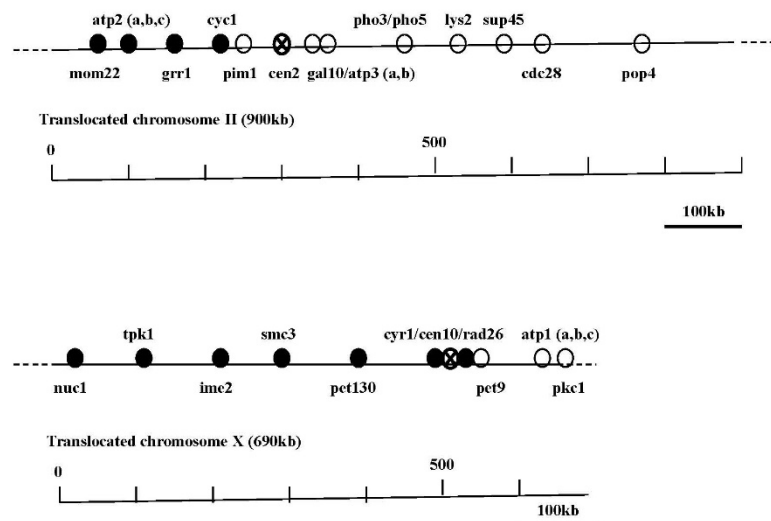 atp2 (a,b,c) cyc1 pho3/pho5 lys2 sup45
mom22 grr1 pim1 cen2 gal10/atp3 (a,b) cdc28 pop4
Translocated chromosome II (900kb)
0 500
100kb
tpk1 smc3 cyr1/cen10/rad26 atp1 (a,b,c)
nuc1 ime2 pet130 pet9 pkc1
Translocated chromosome X (690kb)
0 500
100kb